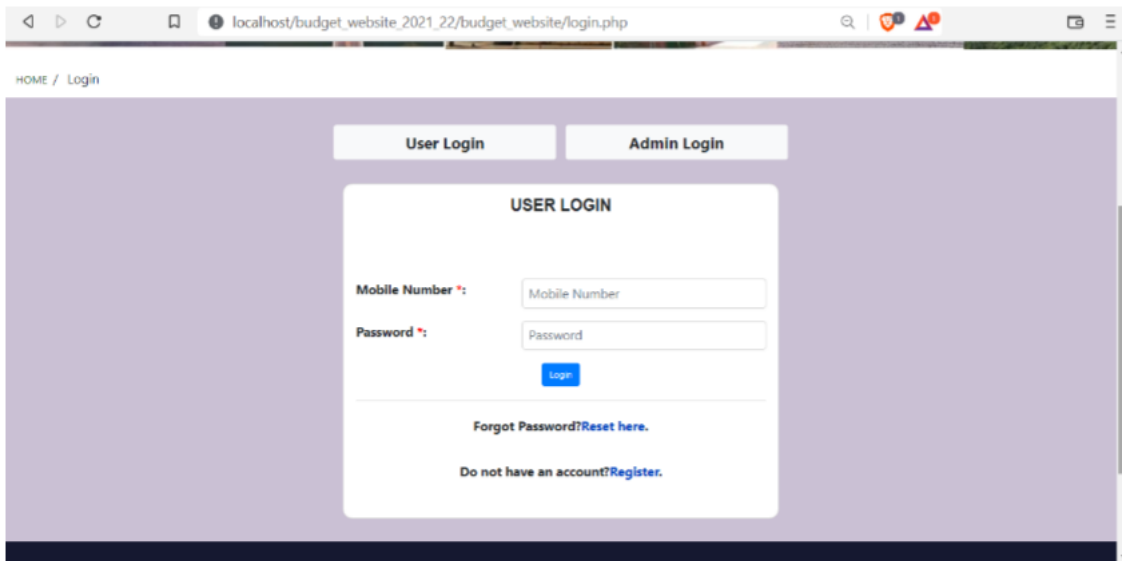 localhost/budget_website_2021_22/budget_website/login.php
HOME / Login
User Login Admin Login
USER LOGIN
Mobile Number *: Mobile Number
Password *: Password
Login
Forgot Password?Reset here.
Do not have an account?Register.